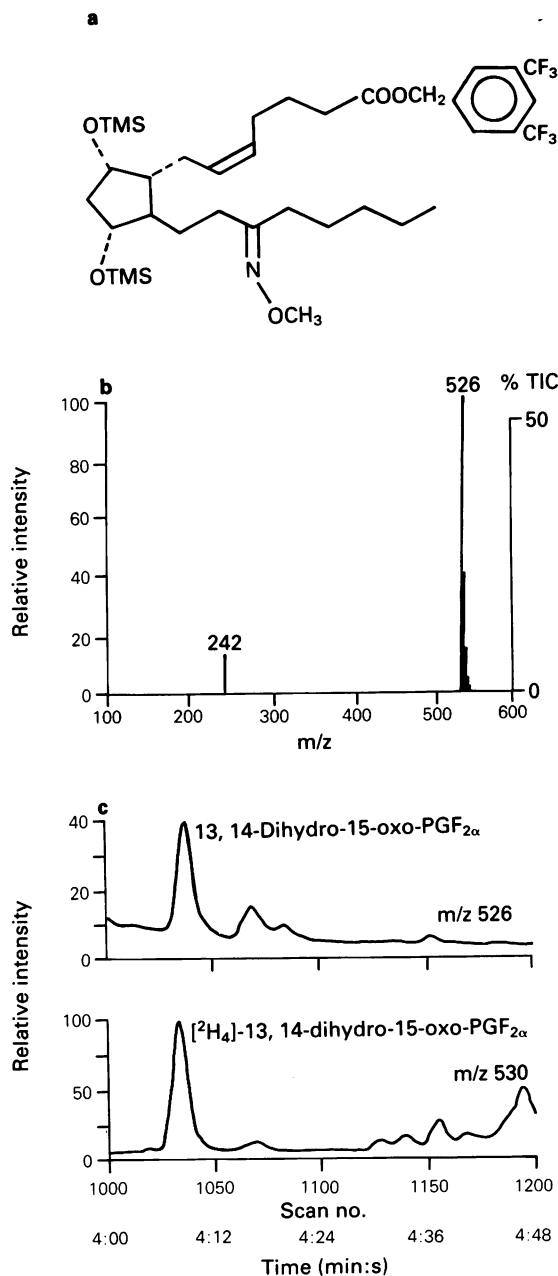 a
OTMS
COOCH₂
CF₃
CF₃
OTMS
N
OCH₃
b
526
% TIC
100
80
60
40
20
0
50
0
242
Relative intensity
100 200 300 400 500 600
m/z
c
40
20
0
13, 14-Dihydro-15-oxo-PGF₂α
m/z 526
Relative intensity
100
50
0
[²H₄]-13, 14-dihydro-15-oxo-PGF₂α
m/z 530
1000 1050 1100 1150 1200
Scan no.
4:00 4:12 4:24 4:36 4:48
Time (min:s)